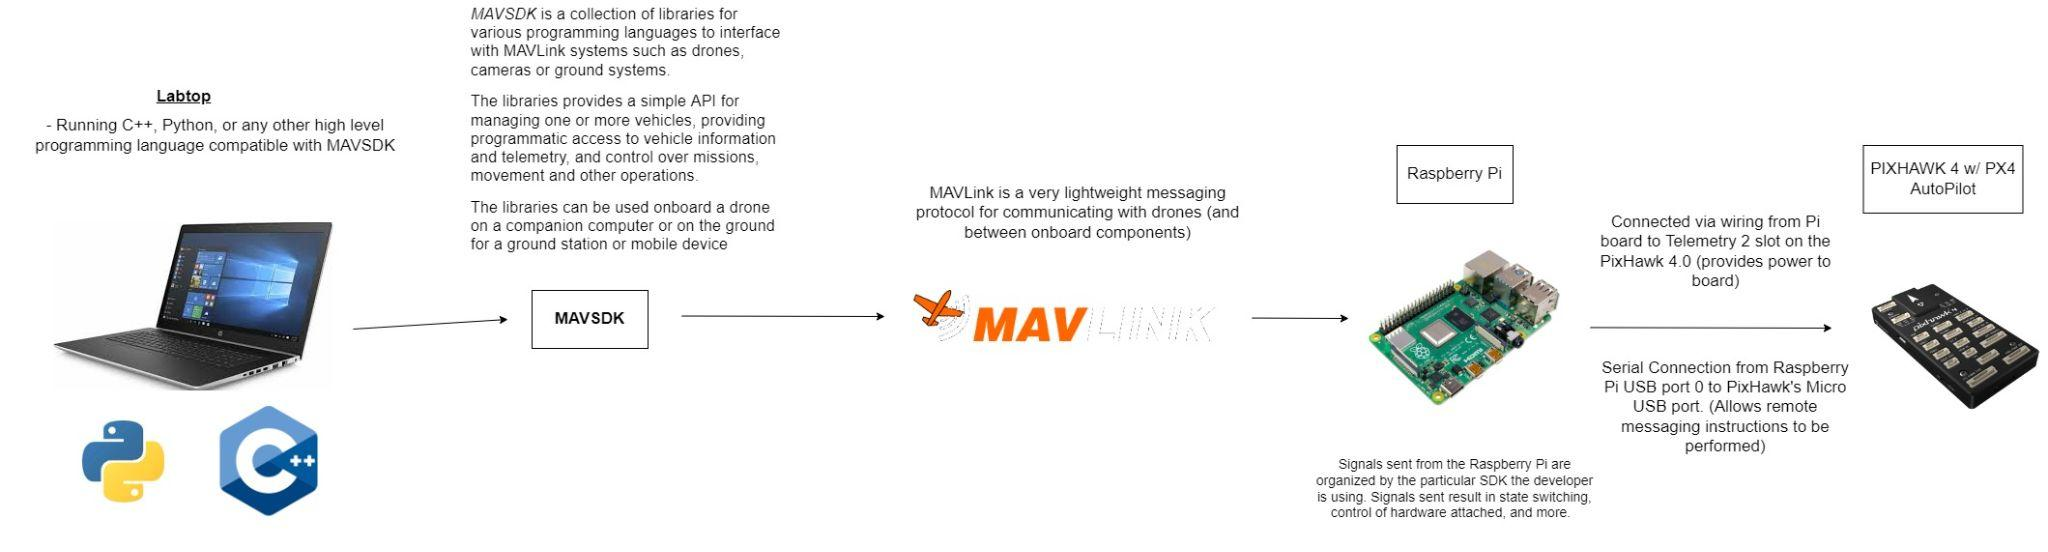 Labtop
- Running C++, Python, or any other high level
programming language compatible with MAVSDK
C++
MAVSDK is a collection of libraries for
various programming languages to interface
with MAVLink systems such as drones,
cameras or ground systems.
The libraries provides a simple API for
managing one or more vehicles, providing
programmatic access to vehicle information
and telemetry, and control over missions,
movement and other operations.
The libraries can be used onboard a drone
on a companion computer or on the ground
for a ground station or mobile device
MAVSDK
MAVLink is a very lightweight messaging
protocol for communicating with drones (and
between onboard components)
MAVLINK
Raspberry Pi
HDMI
Signals sent from the Raspberry Pi are
organized by the particular SDK the developer
is using. Signals sent result in state switching,
control of hardware attached, and more.
Connected via wiring from Pi
board to Telemetry 2 slot on the
PixHawk 4.0 (provides power to
board)
Serial Connection from Raspberry
Pi USB port 0 to PixHawk's Micro
USB port. (Allows remote
messaging instructions to be
performed)
PIXHAWK 4 w/ PX4
AutoPilot
pixhawk 4